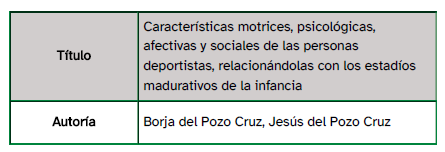 Título
Características motrices, psicológicas,
afectivas y sociales de las personas
deportistas, relacionándolas con los estadíos
madurativos de la infancia
Autoría
Borja del Pozo Cruz, Jesús del Pozo Cruz